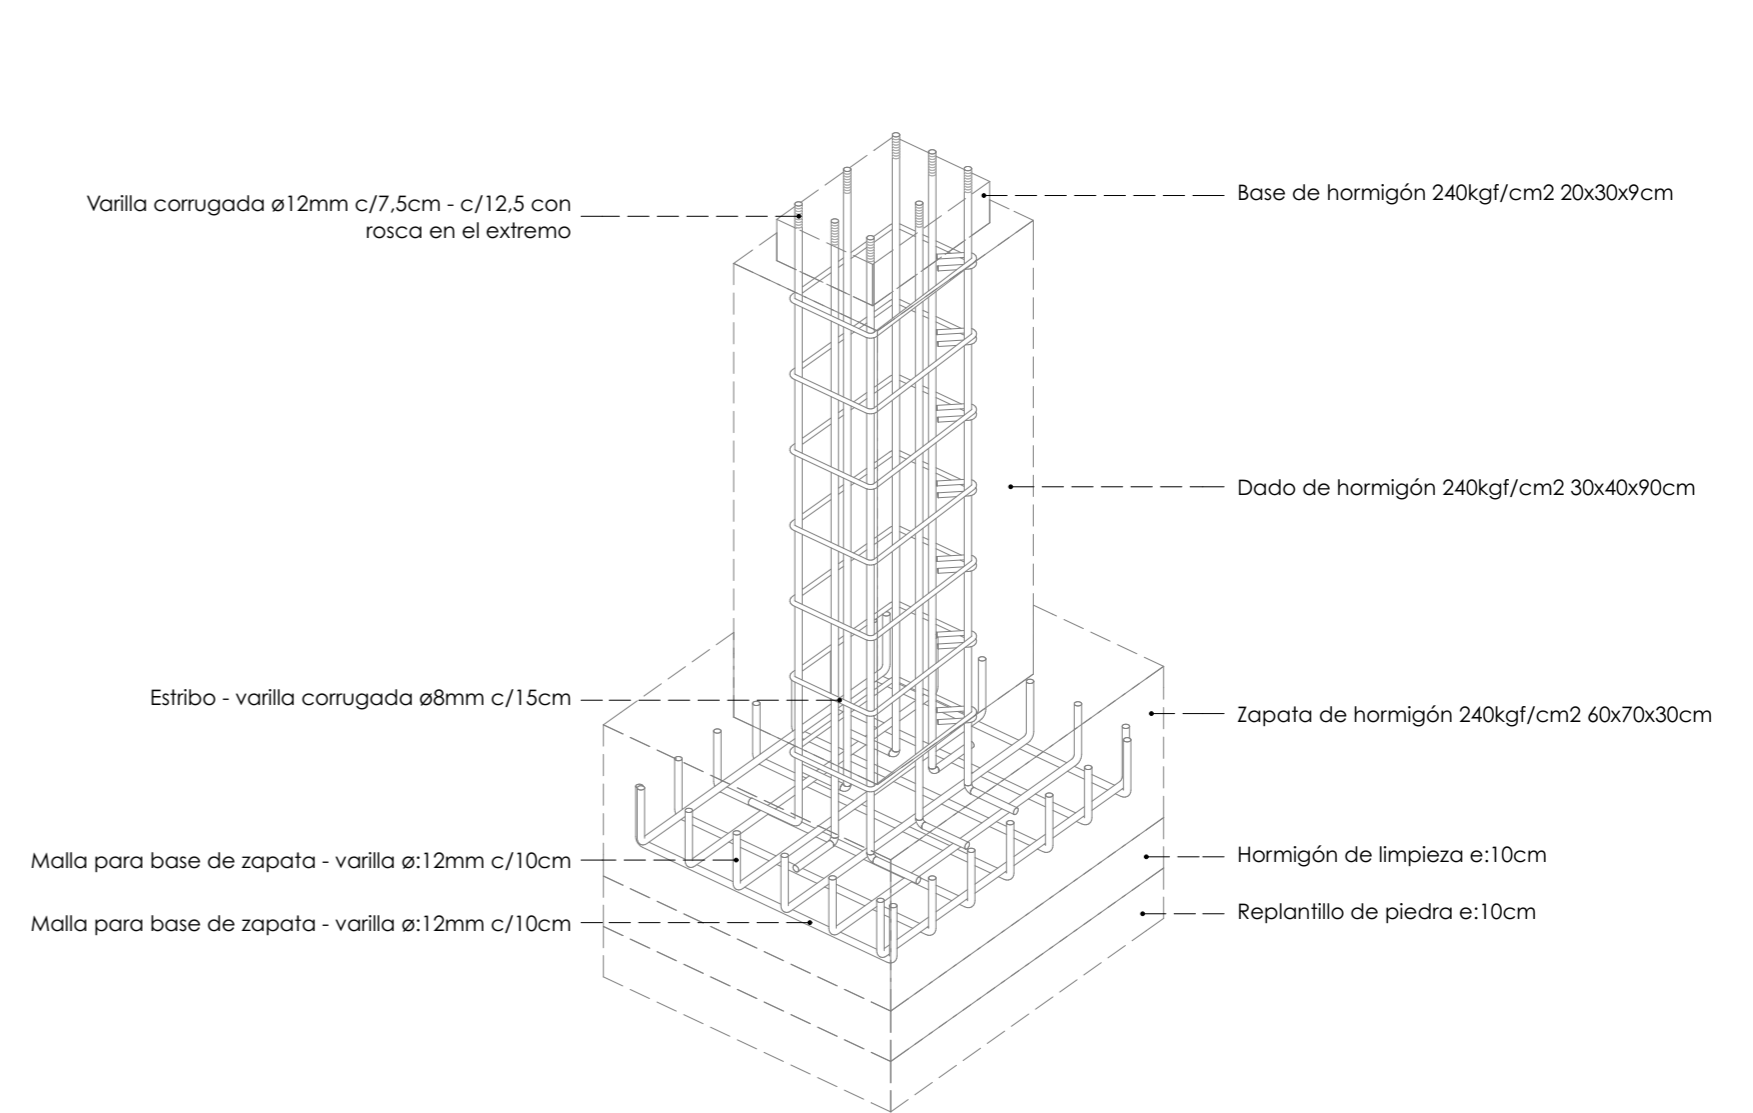 Varilla corrugada ø12mm c/7,5cm - c/12,5 con
rosca en el extremo
Estribo - varilla corrugada ø8mm c/15cm
Malla para base de zapata - varilla ø:12mm c/10cm
Malla para base de zapata - varilla ø:12mm c/10cm
Base de hormigón 240kgf/cm2 20x30x9cm
Dado de hormigón 240kgf/cm2 30x40x90cm
Zapata de hormigón 240kgf/cm2 60x70x30cm
Hormigón de limpieza e:10cm
Replantillo de piedra e:10cm